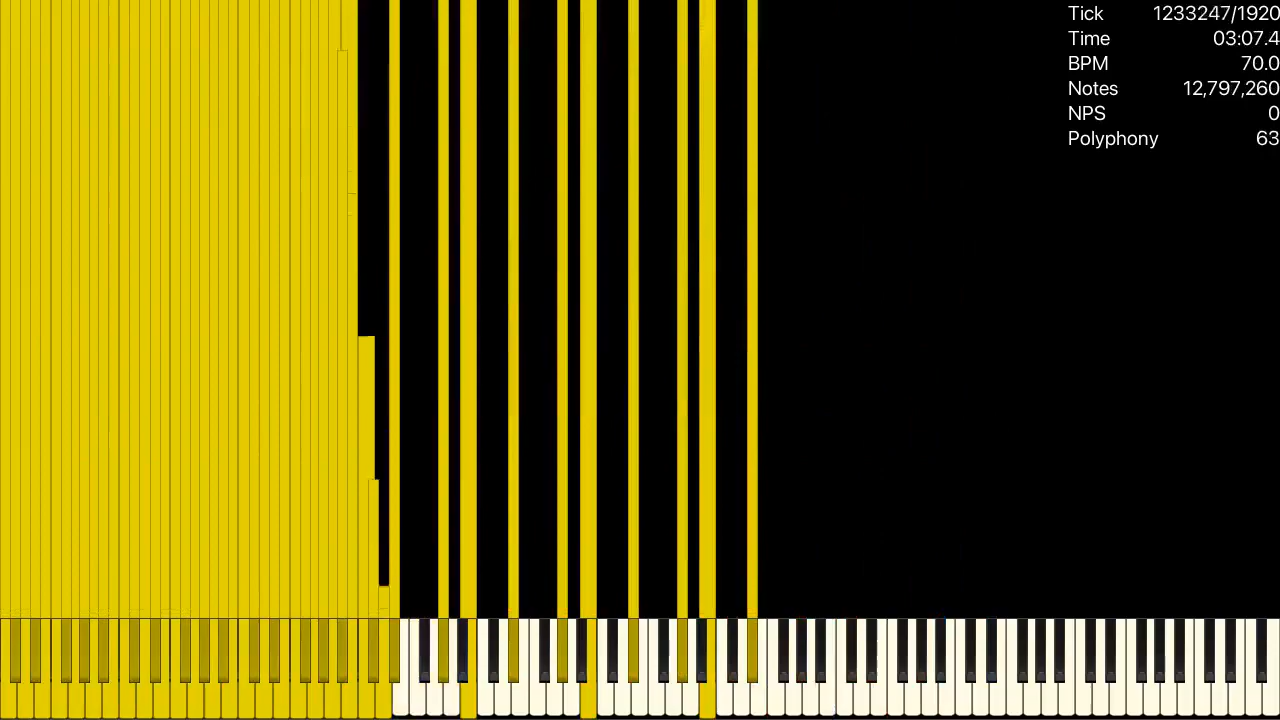 Tick 1233247/1920
Time 03:07.4
BPM 70.0
Notes 12,797,260
NPS 0
Polyphony 63